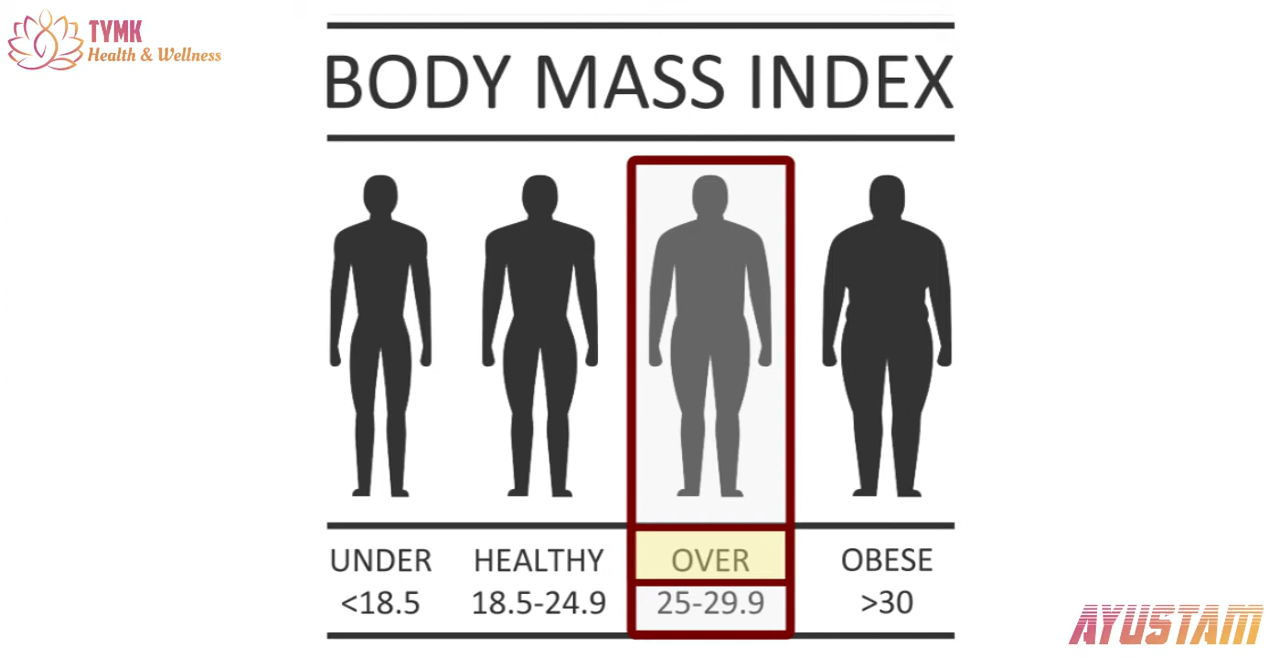 TYMK
Health & Wellness
BODY MASS INDEX
UNDER HEALTHY OVER OBESE
<18.5 18.5-24.9 25-29.9 >30
AYUSTAM